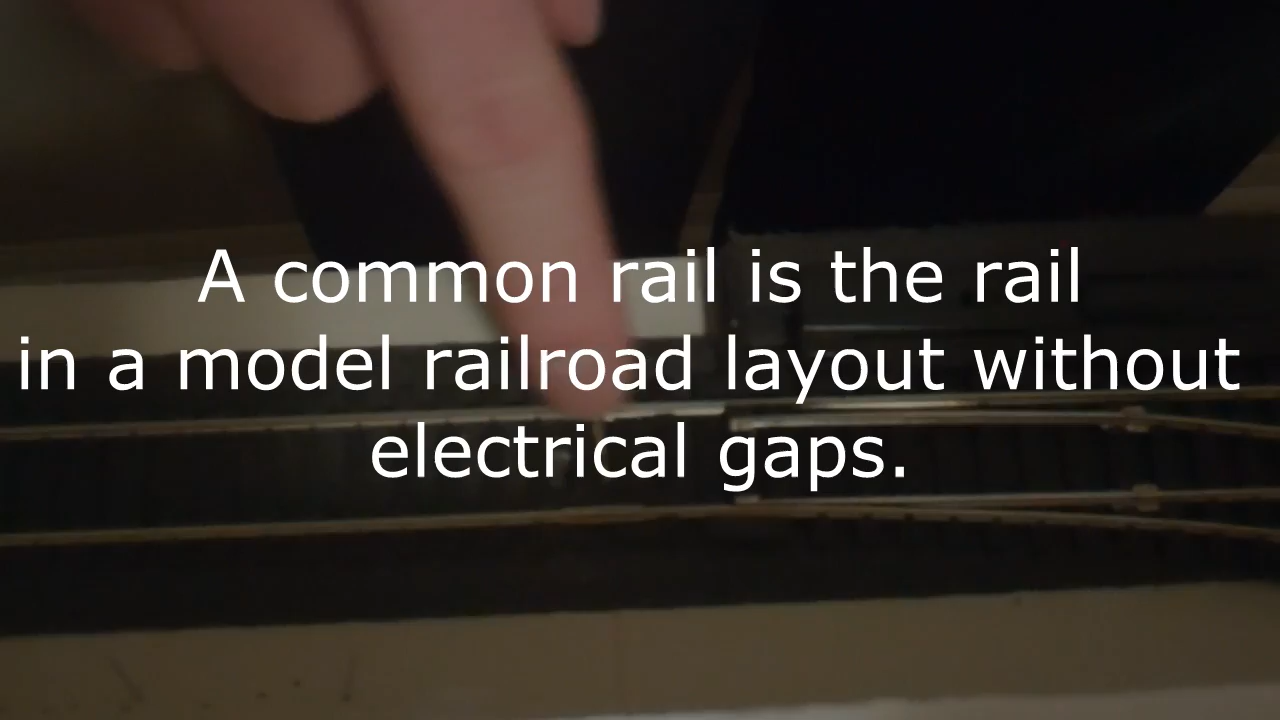 A common rail is the rail
in a model railroad layout without
electrical gaps.